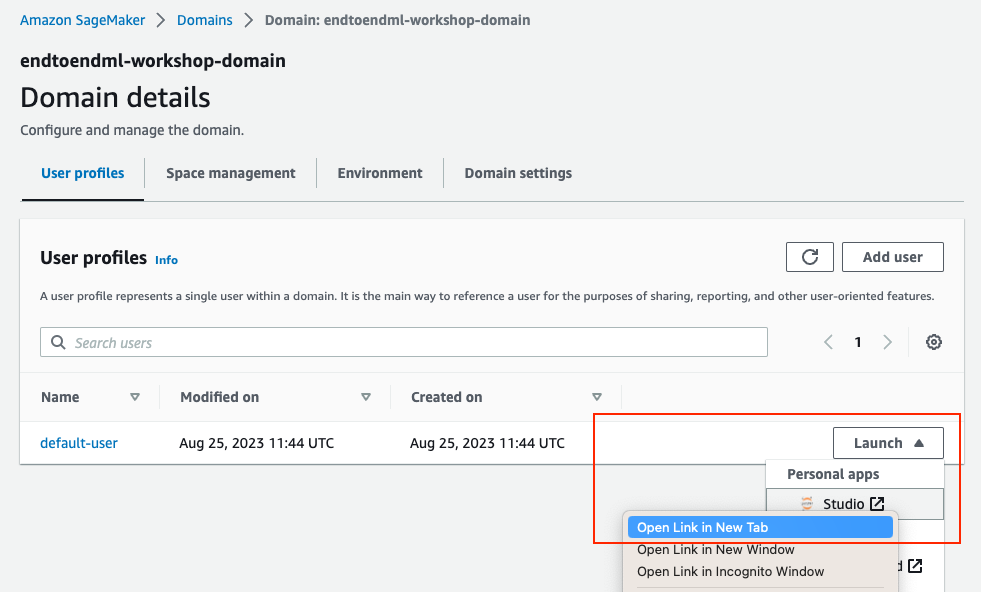 Amazon SageMaker > Domains > Domain: endtoendml-workshop-domain
endtoendml-workshop-domain
Domain details
Configure and manage the domain.
User profiles Space management Environment Domain settings
User profiles Info
Add user
A user profile represents a single user within a domain. It is the main way to reference a user for the purposes of sharing, reporting, and other user-oriented features.
Search users
1
Name Modified on Created on
default-user Aug 25, 2023 11:44 UTC Aug 25, 2023 11:44 UTC Launch
Personal apps
Studio
Open Link in New Tab
Open Link in New Window
Open Link in Incognito Window